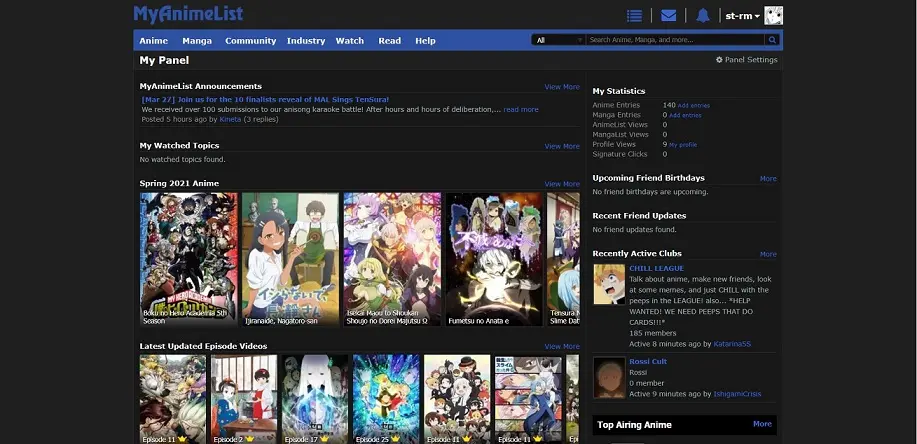 MyAnimeList
st-rm
Anime Manga Community Industry Watch Read Help
All Search Anime, Manga, and more...
My Panel
Panel Settings
MyAnimeList Announcements View More
[Mar 27] Join us for the 10 finalists reveal of MAL Sings TenSura!
We received over 100 submissions to our anisong karaoke battle! After hours and hours of deliberation,... read more
Posted 5 hours ago by Kineta (3 replies)
My Watched Topics View More
No watched topics found.
Spring 2021 Anime View More
MY HERO ACADEMIA
Boku no Hero Academia 5th
Season
Ijiranaide, Nagatoro-san
Isekai Maou to Shoukan
Shoujo no Dorei Majutsu Ω
Fumetsu no Anata e
Tensura N
Slime Dat
Latest Updated Episode Videos View More
Episode 11
Episode 2
Episode 17
Episode 25
Episode 11
Episode 11
My Statistics
Anime Entries 140 Add entries
Manga Entries 0 Add entries
AnimeList Views 0
MangaList Views 0
Profile Views 9 My profile
Signature Clicks 0
Upcoming Friend Birthdays More
No friend birthdays are upcoming.
Recent Friend Updates
No friend updates found.
Recently Active Clubs More
CHILL LEAGUE
Talk about anime, make new friends, look
at some memes, and just CHILL with the
peeps in the LEAGUE! also... *HELP
WANTED! WE NEED PEEPS THAT DO
CARDS!!!*
185 members
Active 8 minutes ago by KatarinaSS
Rossi Cult
Rossi
0 member
Active 9 minutes ago by IshigamiCrisis
Top Airing Anime More